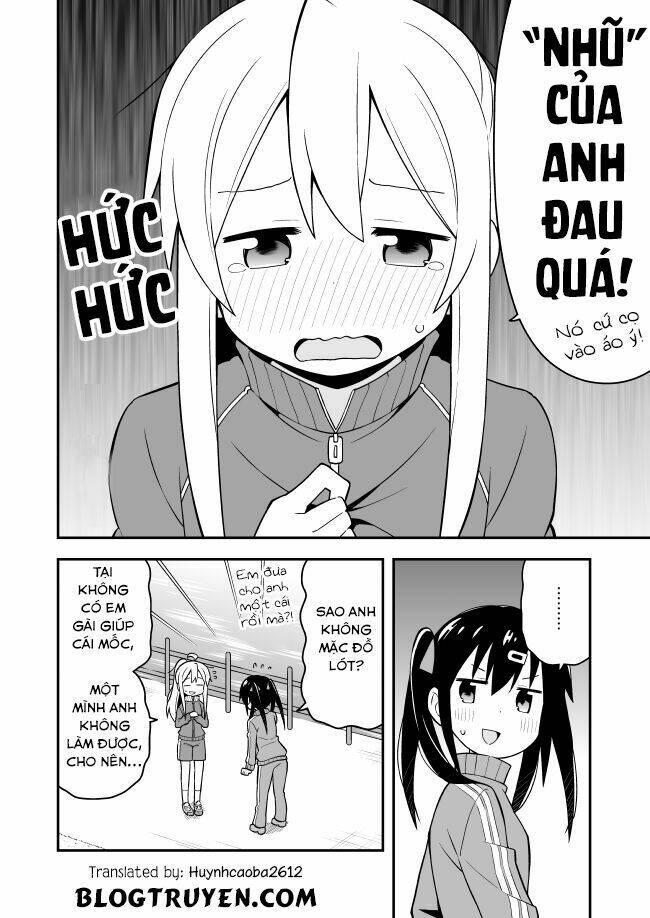 "NHŨ"
CỦA
ANH
ĐAU
QUÁ!
Nó cứ cọ
vào áo ý!
HỨC
HỨC
.........
SAO ANH
KHÔNG
MẶC ĐỒ
LÓT?
Em đưa
cho anh
một cái
rồi mà?!
TẠI
KHÔNG
CÓ EM
GÀI GIÚP
CÁI MÓC,
MỘT
MÌNH ANH
KHÔNG
LÀM ĐƯỢC,
CHO NÊN...
Translated by: Huynhcaoba2612
BLOGTRUYEN.COM